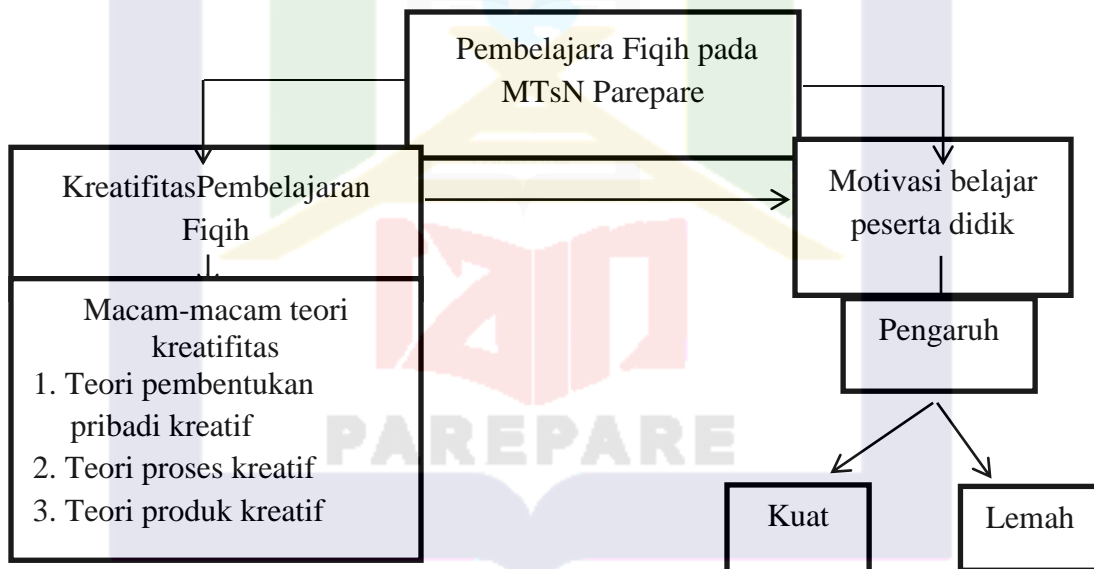 Pembelajara Fiqih pada
MTsN Parepare
KreatifitasPembelajaran
Fiqih
Motivasi belajar
peserta didik
Macam-macam teori
kreatifitas
1. Teori pembentukan
pribadi kreatif
2. Teori proses kreatif
3. Teori produk kreatif
Pengaruh
Kuat
Lemah
PAREPARE